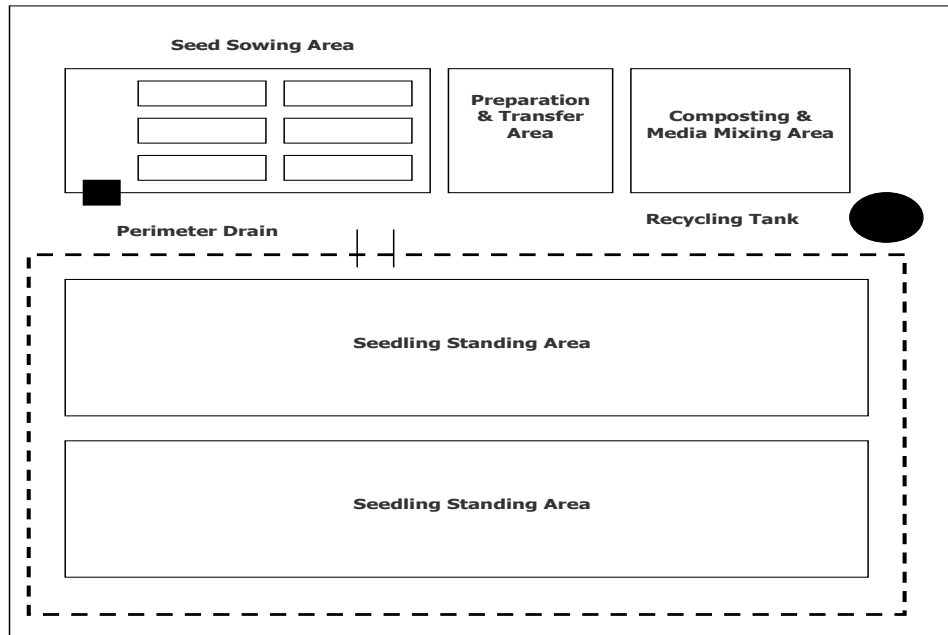 Seed Sowing Area
Preparation
& Transfer
Area
Composting &
Media Mixing Area
Perimeter Drain
Recycling Tank
Seedling Standing Area
Seedling Standing Area